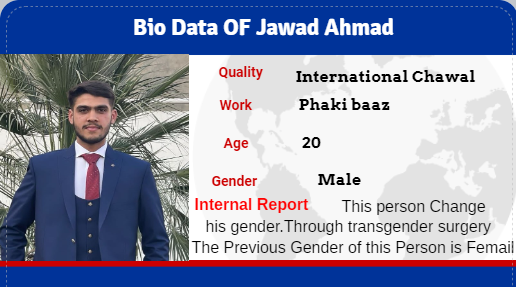 Bio Data OF Jawad Ahmad
Quality International Chawal
Work Phaki baaz
Age 20
Gender Male
Internal Report This person Change
his gender.Through transgender surgery
The Previous Gender of this Person is Femail